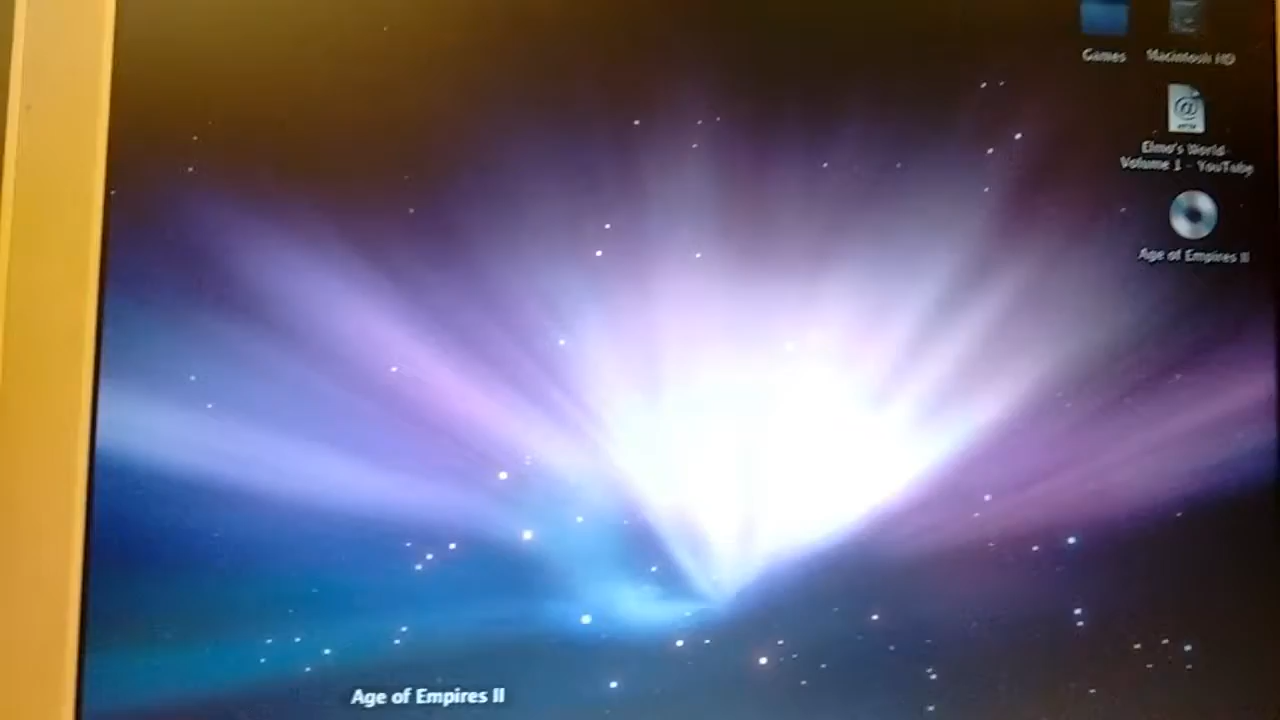 Games
Macintosh HD
@
Elmo's World
Volume 1 - YouTube
Age of Empires II
Age of Empires II